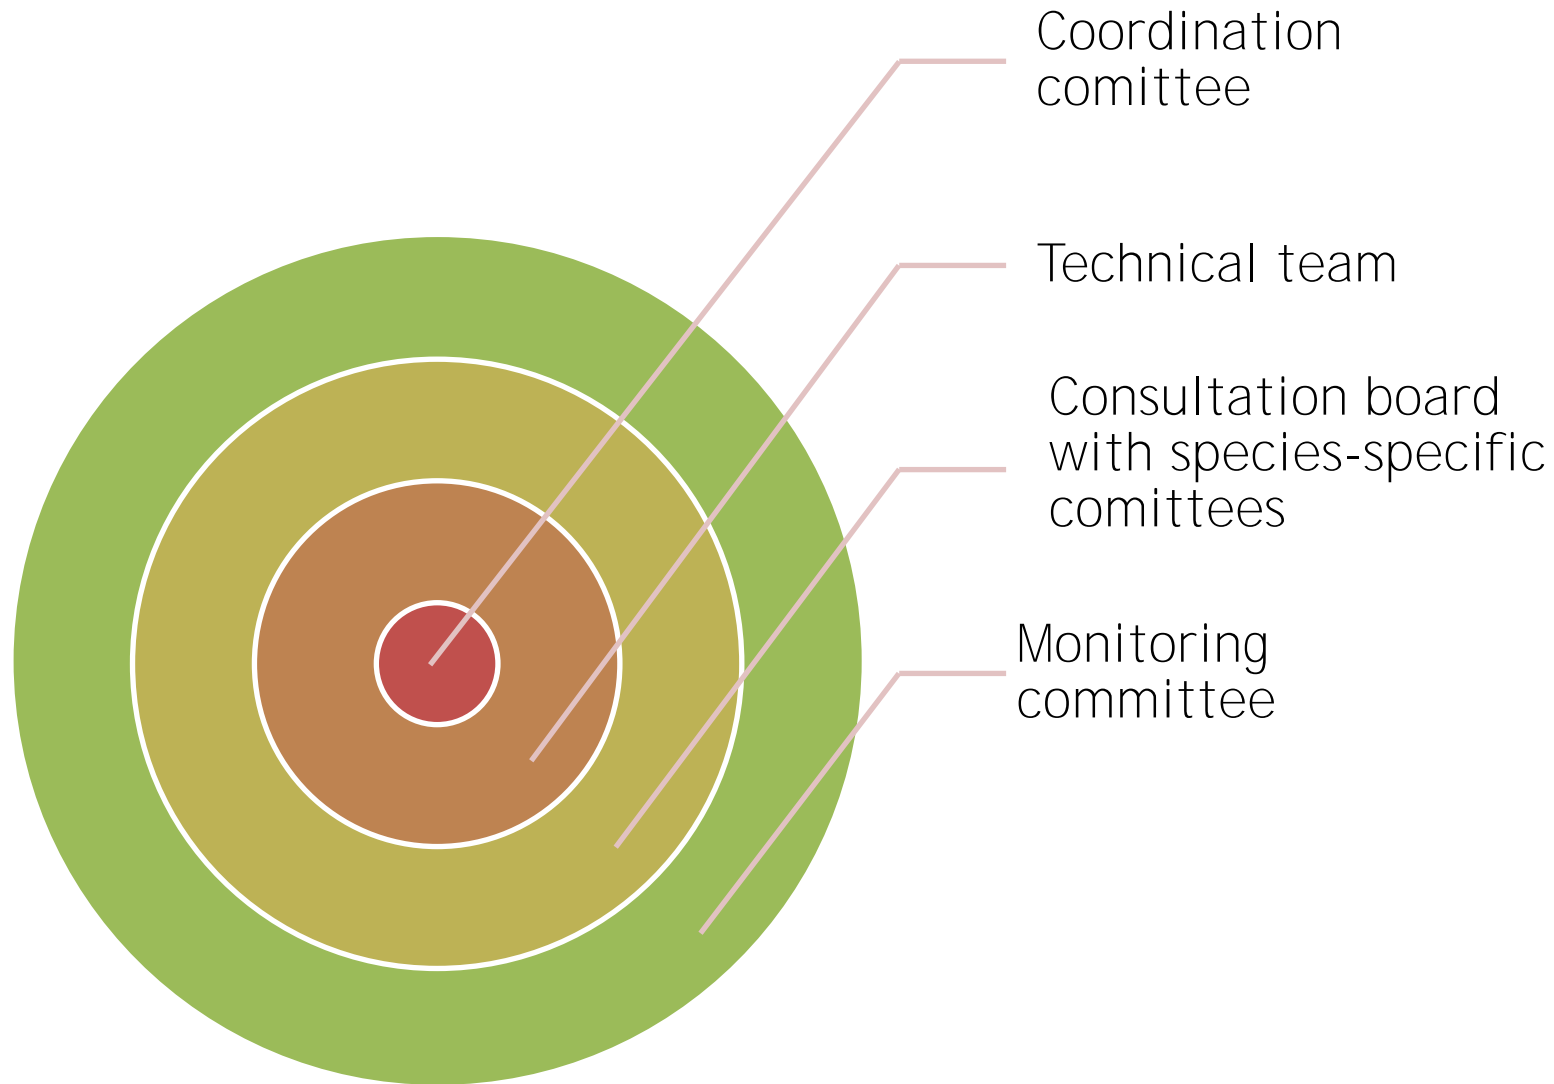 Coordination
comittee
Technical team
Consultation board
with species-specific
comittees
Monitoring
committee